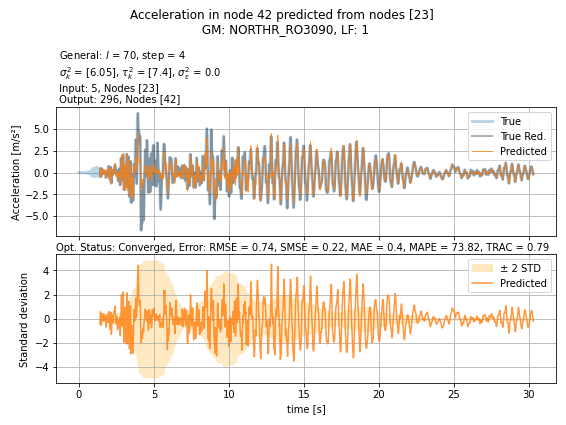 Acceleration in node 42 predicted from nodes [23]
GM: NORTHR_RO3090, LF: 1
General: l = 70, step = 4
σ²ₖ = [6.05], τ²ₖ = [7.4], σ²ε = 0.0
Input: 5, Nodes [23]
Output: 296, Nodes [42]
Acceleration [m/s²]
5.0
2.5
0.0
−2.5
−5.0
True
True Red.
Predicted
Opt. Status: Converged, Error: RMSE = 0.74, SMSE = 0.22, MAE = 0.4, MAPE = 73.82, TRAC = 0.79
Standard deviation
4
2
0
−2
−4
± 2 STD
Predicted
0 5 10 15 20 25 30
time [s]